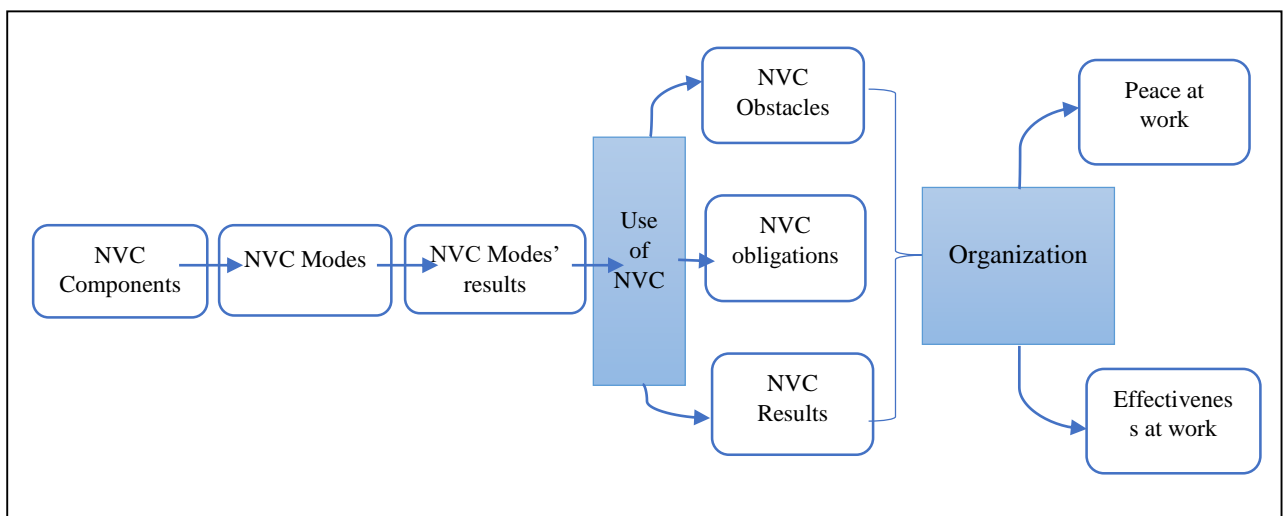 NVC
Components
NVC Modes
NVC Modes’
results
Use
of
NVC
NVC
Obstacles
NVC
obligations
NVC
Results
Organization
Peace at
work
Effectivenes
s at work